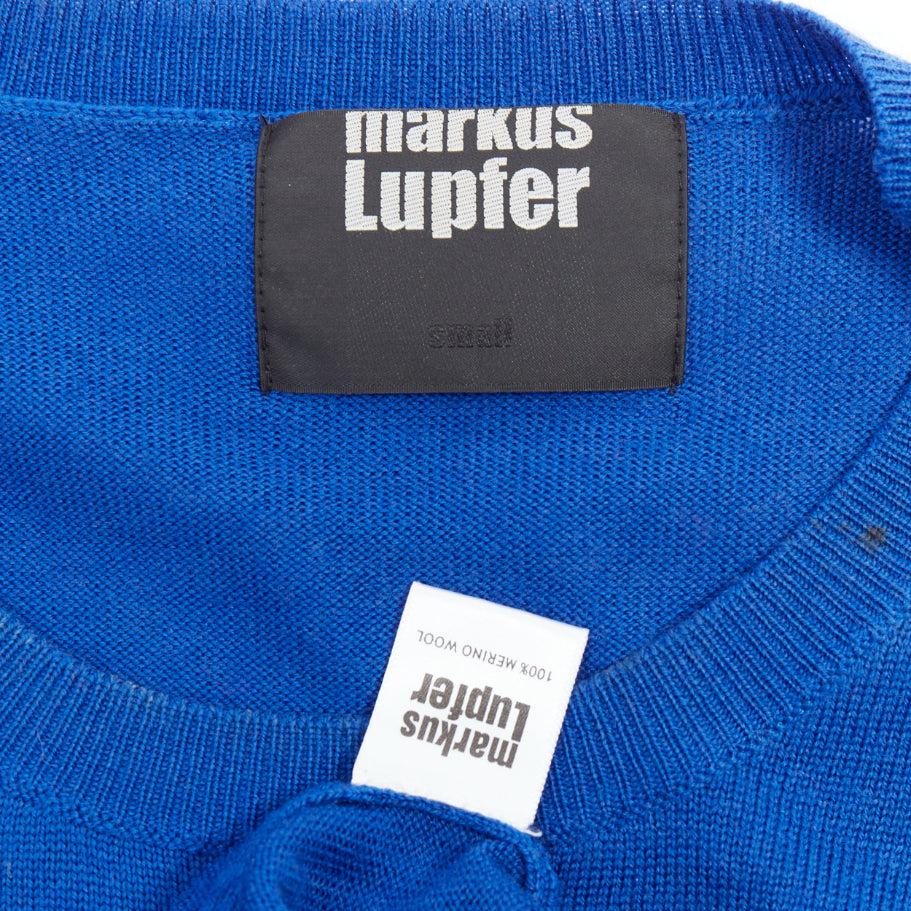 markus
Lupfer
small
markus
Lupfer
100% MERINO WOOL